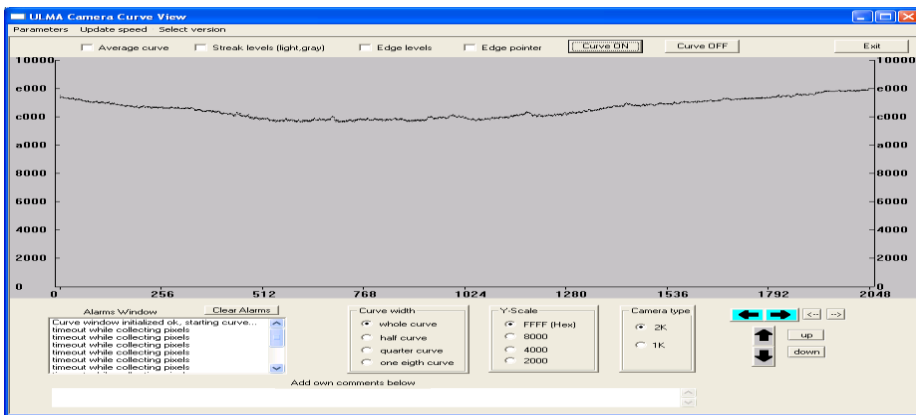 ULMA Camera Curve View
Parameters Update speed Select version
Average curve Streak levels (light,gray) Edge levels Edge pointer Curve ON Curve OFF Exit
10000 10000
e000 e000
c000 c000
a000 a000
8000 8000
6000 6000
4000 4000
2000 2000
0 0
0 256 512 768 1024 1280 1536 1792 2048
Alarms Window Clear Alarms
Curve window initialized ok, starting curve...
timeout while collecting pixels
timeout while collecting pixels
timeout while collecting pixels
timeout while collecting pixels
timeout while collecting pixels
Curve width
whole curve
half curve
quarter curve
one eigth curve
Y-Scale
FFFF (Hex)
8000
4000
2000
Camera type
2K
1K
<-- -->
up
down
Add own comments below